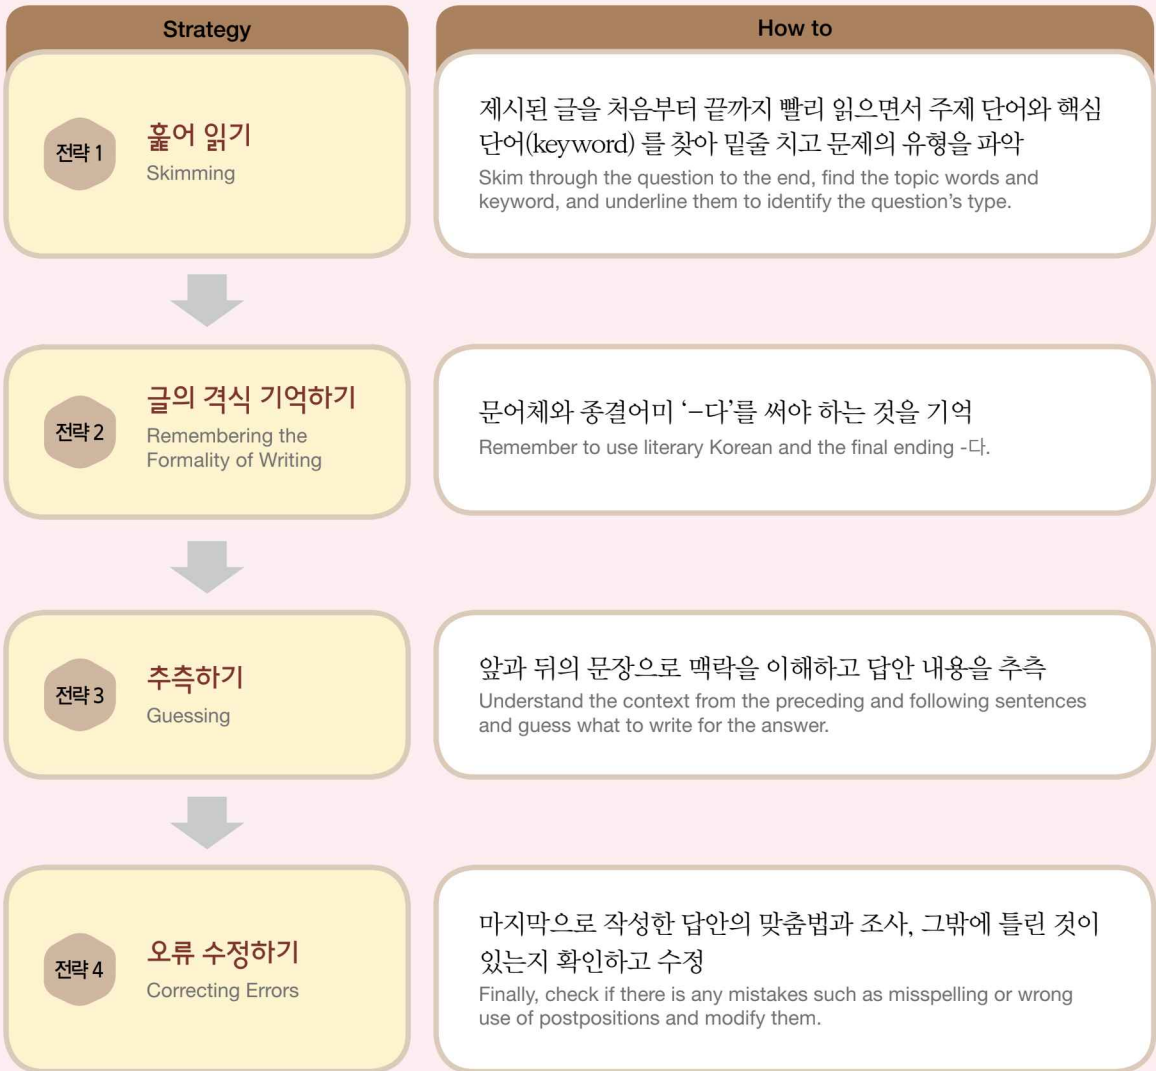 Strategy
How to
전략 1
훑어 읽기
Skimming
제시된 글을 처음부터 끝까지 빨리 읽으면서 주제 단어와 핵심
단어(keyword) 를 찾아 밑줄 치고 문제의 유형을 파악
Skim through the question to the end, find the topic words and
keyword, and underline them to identify the question's type.
전략 2
글의 격식 기억하기
Remembering the
Formality of Writing
문어체와 종결어미 ‘–다’를 써야 하는 것을 기억
Remember to use literary Korean and the final ending -다.
전략 3
추측하기
Guessing
앞과 뒤의 문장으로 맥락을 이해하고 답안 내용을 추측
Understand the context from the preceding and following sentences
and guess what to write for the answer.
전략 4
오류 수정하기
Correcting Errors
마지막으로 작성한 답안의 맞춤법과 조사, 그밖에 틀린 것이
있는지 확인하고 수정
Finally, check if there is any mistakes such as misspelling or wrong
use of postpositions and modify them.